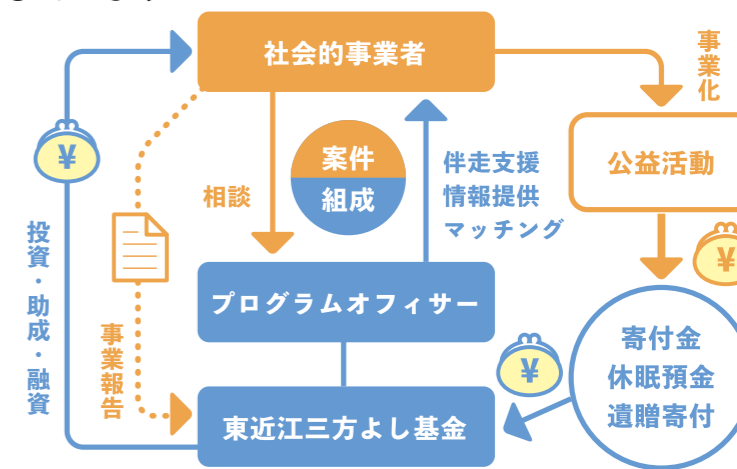 社会的事業者
事業化
案件
組成
相談
伴走支援
情報提供
マッチング
公益活動
¥
¥
投資・助成・融資
事業報告
プログラムオフィサー
¥
寄付金
休眠預金
遺贈寄付
東近江三方よし基金